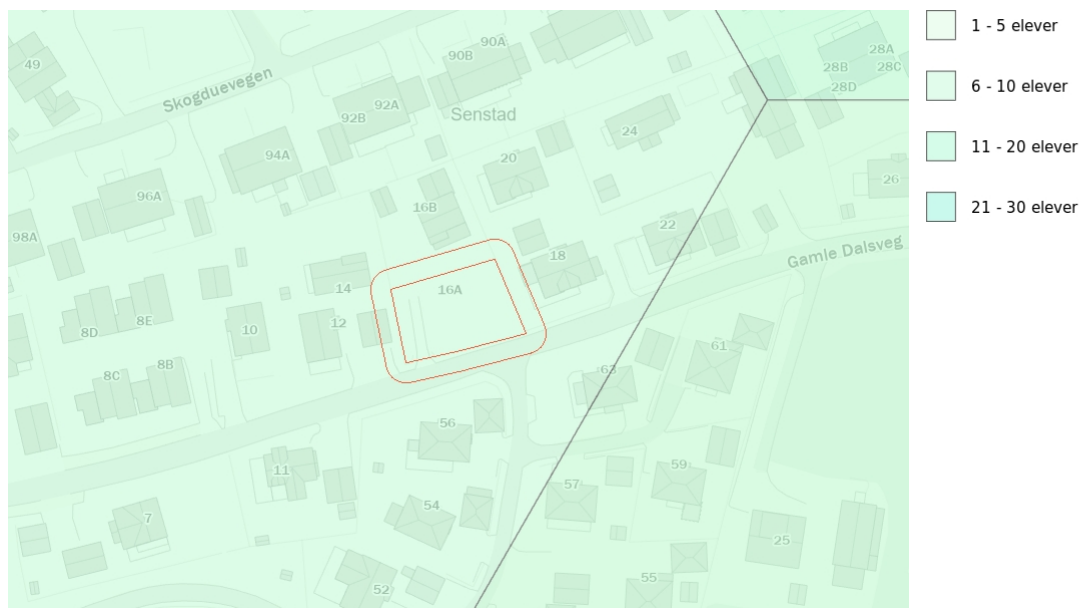 1 - 5 elever
6 - 10 elever
11 - 20 elever
21 - 30 elever
49
90A
90B
28A
28B
28C
28D
Skogduevegen
92A
92B
Senstad
24
94A
20
26
96A
16B
22
98A
18
Gamle Dalsveg
14
16A
8D
8E
10
12
61
8C
8B
63
56
11
59
57
54
7
25
52
55